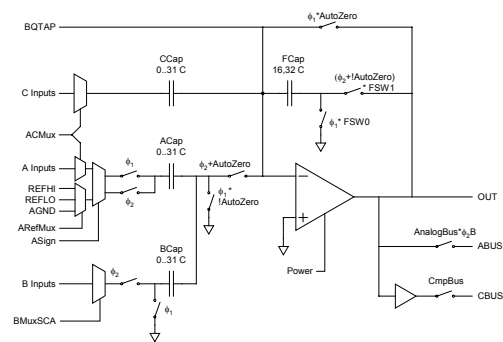 ϕ1*AutoZero
BQTAP
CCap
0..31 C
FCap
16,32 C
(ϕ2+!AutoZero)
* FSW1
C Inputs
ϕ1* FSW0
ACMux
ACap
0..31 C
A Inputs
ϕ1
ϕ2+AutoZero
REFHI
REFLO
AGND
ϕ2
ϕ1*
!AutoZero
OUT
ARefMux
ASign
AnalogBus*ϕ2B
ABUS
BCap
0..31 C
Power
B Inputs
ϕ2
CmpBus
CBUS
ϕ1
BMuxSCA